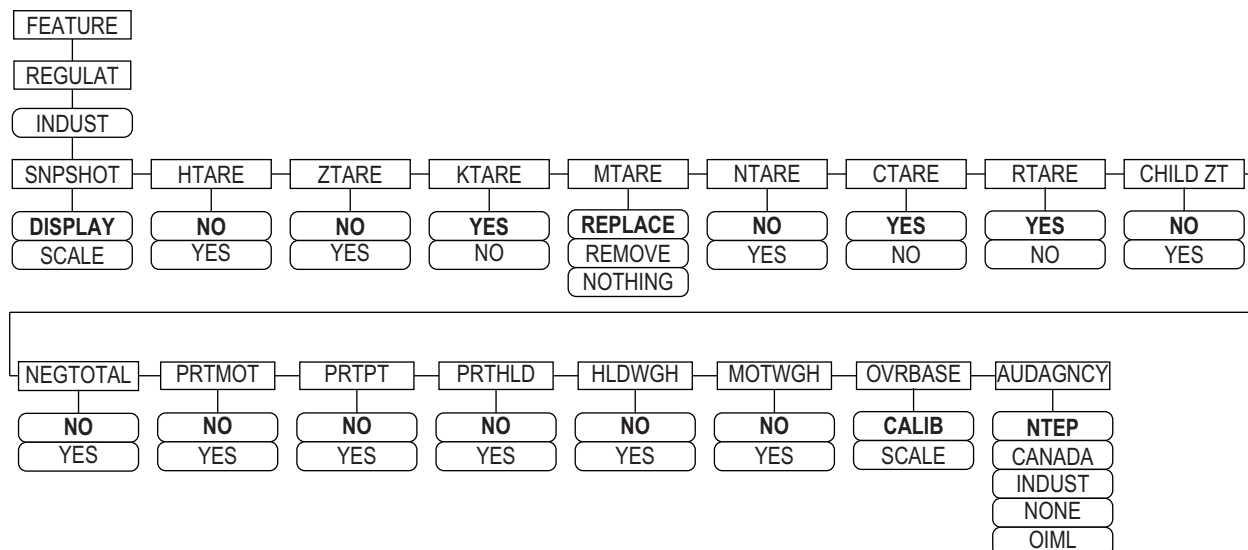 FEATURE
REGULAT
INDUST
SNPSHOT HTARE ZTARE KTARE MTARE NTARE CTARE RTARE CHILD ZT
DISPLAY NO NO YES REPLACE NO YES YES NO
SCALE YES YES NO REMOVE YES NO NO YES
NOTHING
NEGTOTAL PRTMOT PRTPT PRTHLD HLDWGH MOTWGH OVRBASE AUDAGNCY
NO NO NO NO NO NO CALIB NTEP
YES YES YES YES YES YES SCALE CANADA
INDUST
NONE
OIML